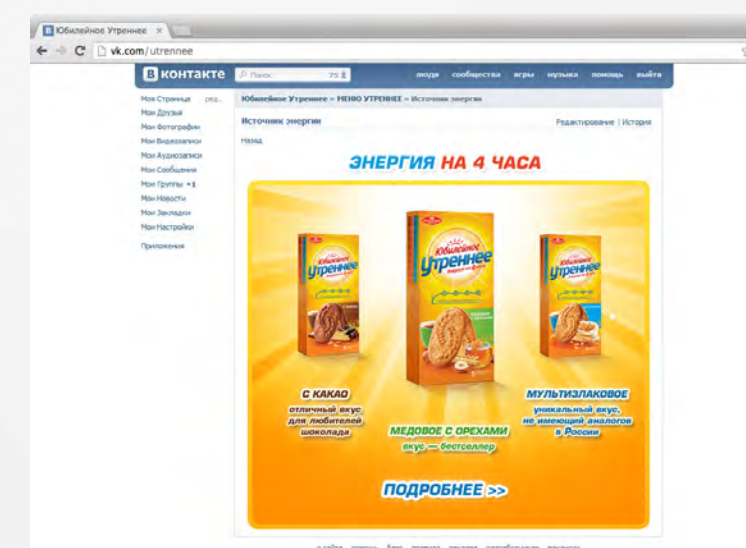 Юбилейное Утреннее
vk.com/utrennee
В контакте
Поиск
75
люди сообщества игры музыка помощь выйти
Моя Страница ред.
Мои Друзья
Мои Фотографии
Мои Видеозаписи
Мои Аудиозаписи
Мои Сообщения
Мои Группы +1
Мои Новости
Мои Закладки
Мои Настройки
Приложения
Юбилейное Утреннее » МЕНЮ УТРЕННЕЕ » Источник энергии
Источник энергии
Редактирование | История
Назад
ЭНЕРГИЯ НА 4 ЧАСА
Юбилейное
Утреннее
Юбилейное
Утреннее
Юбилейное
Утреннее
С КАКАО
отличный вкус
для любителей
шоколада
МЕДОВОЕ С ОРЕХАМИ
вкус — бестселлер
МУЛЬТИЗЛАКОВОЕ
уникальный вкус,
не имеющий аналогов
в России
ПОДРОБНЕЕ >>